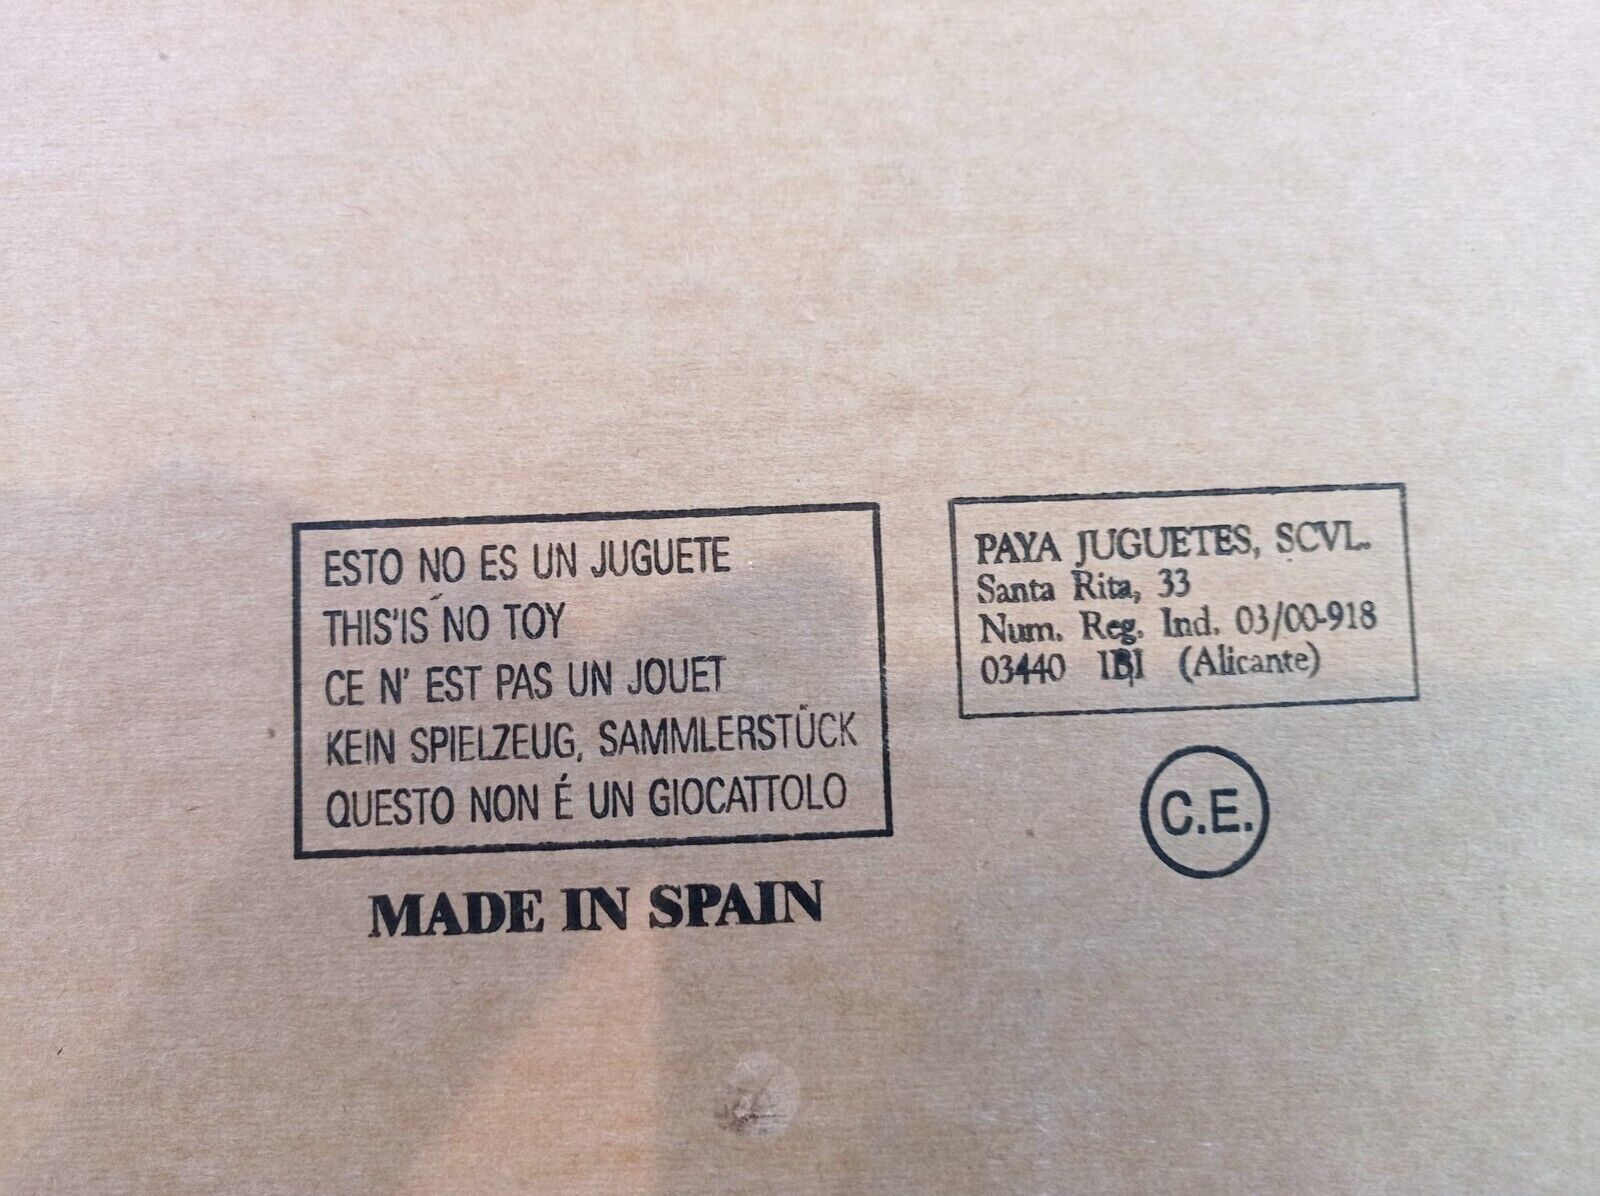 ESTO NO ES UN JUGUETE
THIS'IS NO TOY
CE N' EST PAS UN JOUET
KEIN SPIELZEUG, SAMMLERSTÜCK
QUESTO NON É UN GIOCATTOLO
MADE IN SPAIN
PAYA JUGUETES, SCVL.
Santa Rita, 33
Num. Reg. Ind. 03/00-918
03440 IBI (Alicante)
C.E.